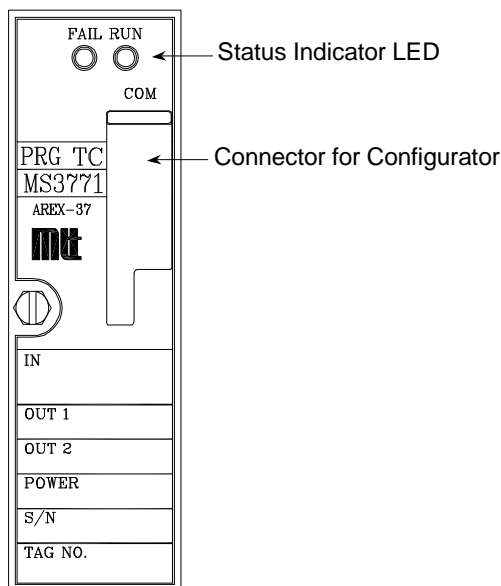 FAIL RUN
Status Indicator LED
COM
Connector for Configurator
PRG TC
MS3771
AREX-37
mtt
IN
OUT 1
OUT 2
POWER
S/N
TAG NO.